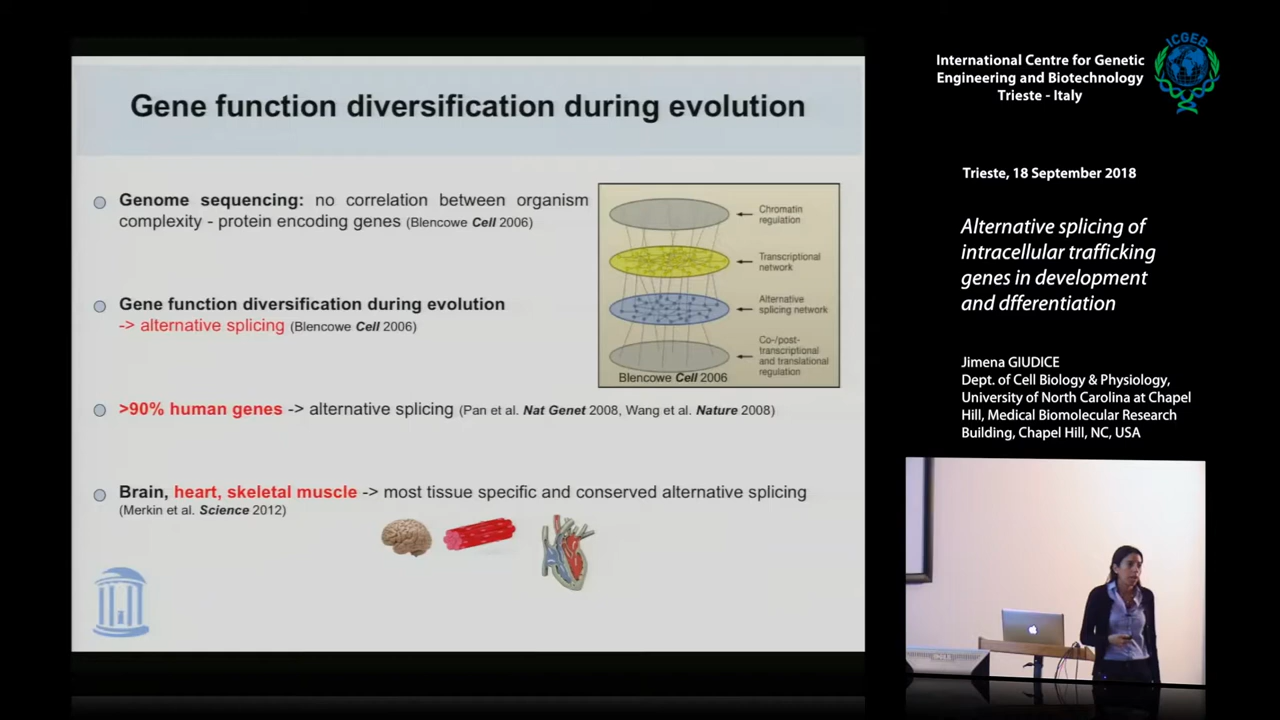 Gene function diversification during evolution
Genome sequencing: no correlation between organism
complexity - protein encoding genes (Blencowe Cell 2006)
Gene function diversification during evolution
-> alternative splicing (Blencowe Cell 2006)
Chromatin
regulation
Transcriptional
network
Alternative
splicing network
Co-/post-
transcriptional
and translational
regulation
Blencowe Cell 2006
>90% human genes -> alternative splicing (Pan et al. Nat Genet 2008, Wang et al. Nature 2008)
Brain, heart, skeletal muscle -> most tissue specific and conserved alternative splicing
(Merkin et al. Science 2012)
International Centre for Genetic
Engineering and Biotechnology
Trieste - Italy
ICGEB
Trieste, 18 September 2018
Alternative splicing of
intracellular trafficking
genes in development
and dfferentiation
Jimena GIUDICE
Dept. of Cell Biology & Physiology,
University of North Carolina at Chapel
Hill, Medical Biomolecular Research
Building, Chapel Hill, NC, USA